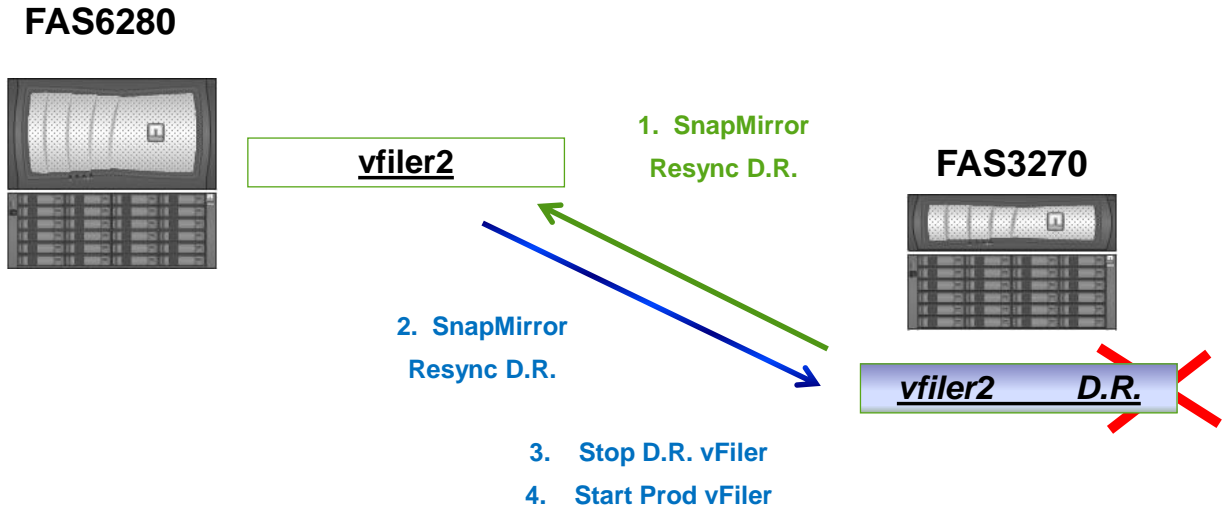 FAS6280
vfiler2
1. SnapMirror
Resync D.R.
FAS3270
2. SnapMirror
Resync D.R.
vfiler2 D.R.
3. Stop D.R. vFiler
4. Start Prod vFiler